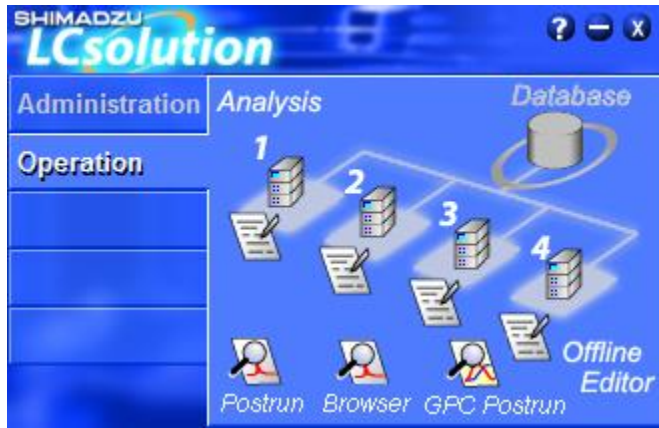 SHIMADZU
LCsolution
? – X
Administration
Analysis
Database
Operation
1
2
3
4
Offline
Editor
Postrun Browser GPC Postrun